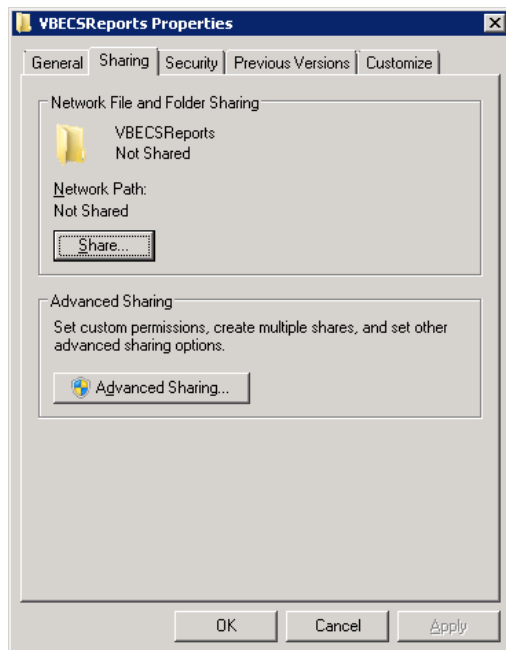 VBECSReports Properties
General
Sharing
Security
Previous Versions
Customize
Network File and Folder Sharing
VBECSReports
Not Shared
Network Path:
Not Shared
Share...
Advanced Sharing
Set custom permissions, create multiple shares, and set other
advanced sharing options.
Advanced Sharing...
OK
Cancel
Apply